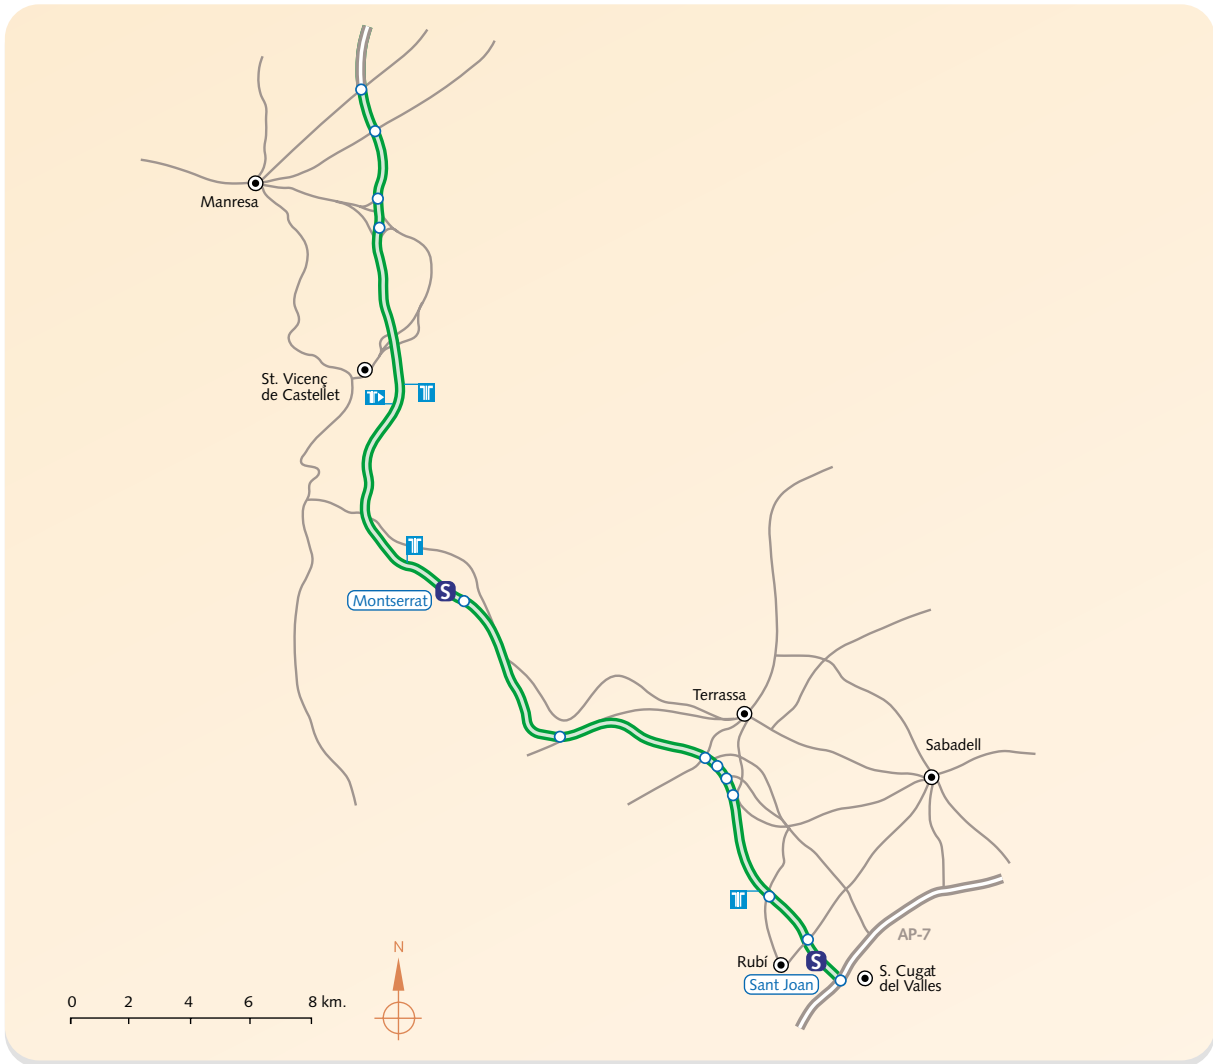 Manresa
St. Vicenç
de Castellet
S
Montserrat
Terrassa
Sabadell
AP-7
N
Rubí
S
S. Cugat
del Valles
Sant Joan
0 2 4 6 8 km.